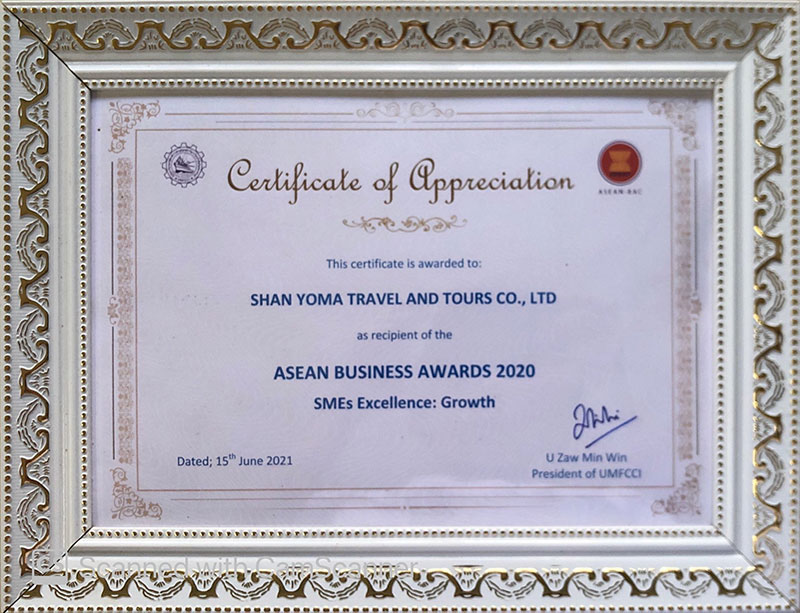 Certificate of Appreciation
ASEAN-BAC
This certificate is awarded to:
SHAN YOMA TRAVEL AND TOURS CO., LTD
as recipient of the
ASEAN BUSINESS AWARDS 2020
SMEs Excellence: Growth
Dated; 15th June 2021
U Zaw Min Win
President of UMFCCI
Scanned with CamScanner